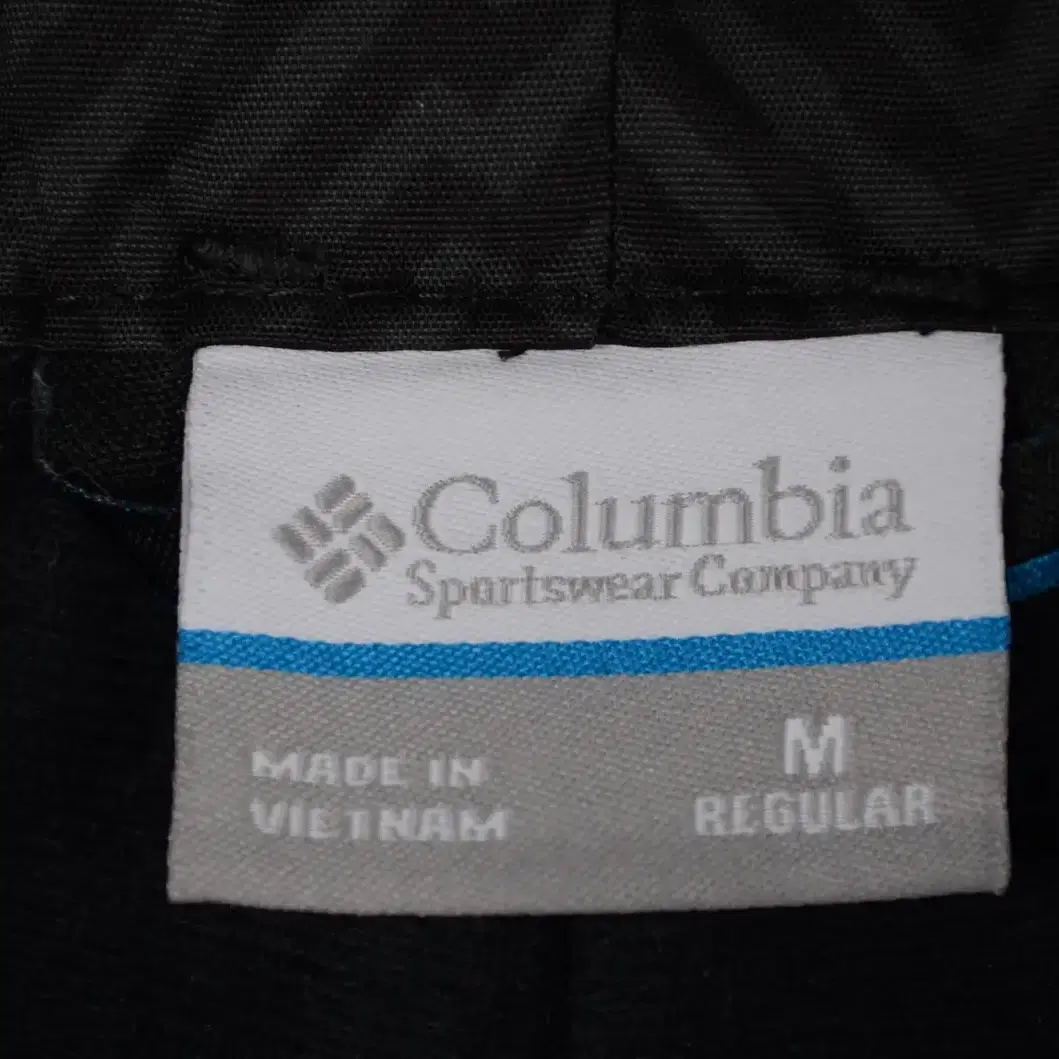 Columbia
Sportswear Company
MADE IN
VIETNAM
M
REGULAR